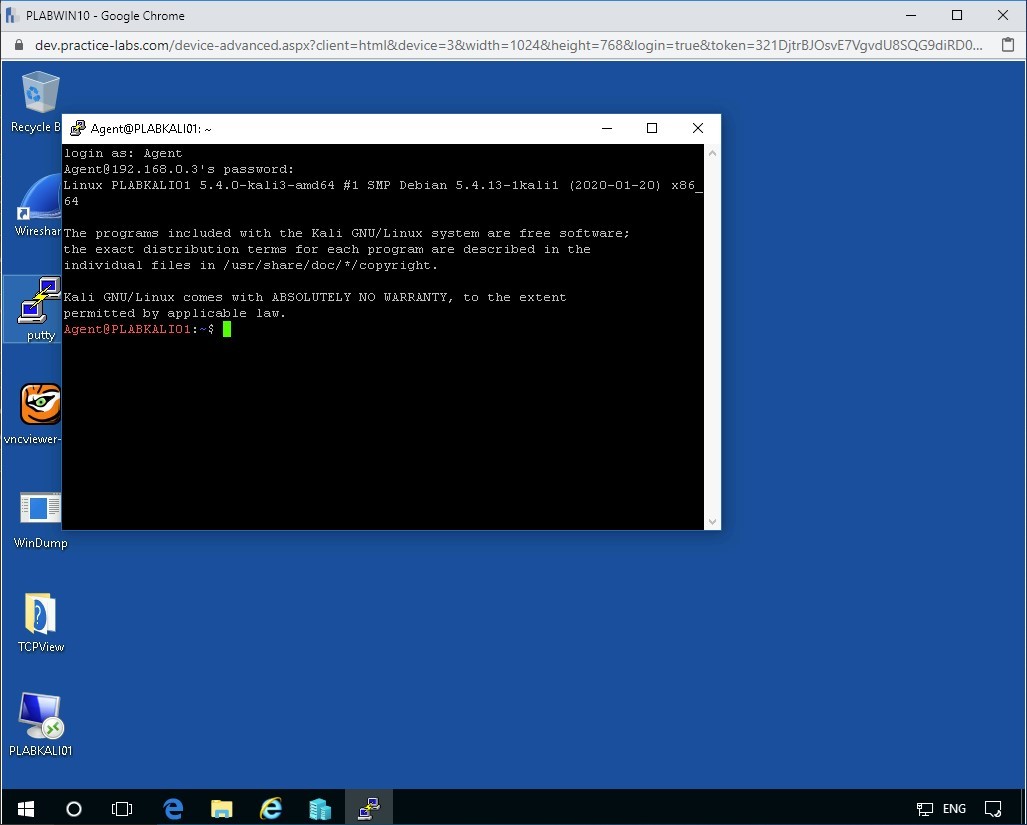 PLABWIN10 - Google Chrome
dev.practice-labs.com/device-advanced.aspx?client=html&device=3&width=1024&height=768&login=true&token=321DjtrBJOsvE7VgvdU8SQG9diRD0...
Recycle B
Agent@PLABKALI01: ~
login as: Agent
Agent@192.168.0.3's password:
Linux PLABKALI01 5.4.0-kali3-amd64 #1 SMP Debian 5.4.13-1kali1 (2020-01-20) x86_
64
The programs included with the Kali GNU/Linux system are free software;
the exact distribution terms for each program are described in the
individual files in /usr/share/doc/*/copyright.
Kali GNU/Linux comes with ABSOLUTELY NO WARRANTY, to the extent
permitted by applicable law.
Agent@PLABKALI01:~$
Wireshar
putty
vncviewer-
WinDump
TCPView
PLABKALI01
ENG